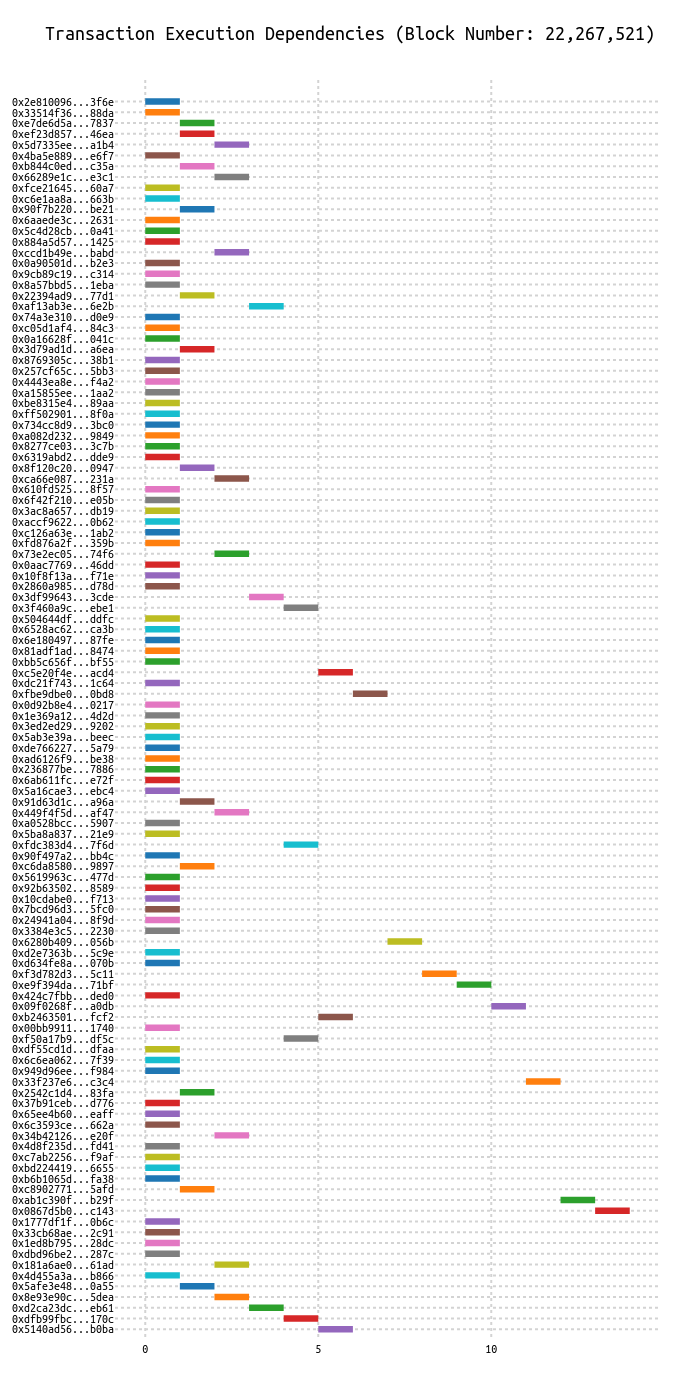 Transaction Execution Dependencies (Block Number: 22,267,521)
0x2e810096...3f6e
0x33514f36...88da
0xe7de6d5a...7837
0xef23d857...46ea
0x5d7335ee...a1b4
0x4ba5e889...e6f7
0xb844c0ed...c35a
0x66289e1c...e3c1
0xfce21645...60a7
0xc6e1aa8a...663b
0x90f7b220...be21
0x6aaede3c...2631
0x5c4d28cb...0a41
0x884a5d57...1425
0xccd1b49e...babd
0x0a90501d...b2e3
0x9cb89c19...c314
0x8a57bbd5...1eba
0x22394ad9...77d1
0xaf13ab3e...6e2b
0x74a3e310...d0e9
0xc05d1af4...84c3
0x0a16628f...041c
0x3d79ad1d...a6ea
0x8769305c...38b1
0x257cf65c...5bb3
0x4443ea8e...f4a2
0xa15855ee...1aa2
0xbe8315e4...89aa
0xff502901...8f0a
0x734cc8d9...3bc0
0xa082d232...9849
0x8277ce03...3c7b
0x6319abd2...dde9
0x8f120c20...0947
0xca66e087...231a
0x610fd525...8f57
0x6f42f210...e05b
0x3ac8a657...db19
0xaccf9622...0b62
0xc126a63e...1ab2
0xfd876a2f...359b
0x73e2ec05...74f6
0x0aac7769...46dd
0x10f8f13a...f71e
0x2860a985...d78d
0x3df99643...3cde
0x3f460a9c...ebe1
0x504644df...ddfc
0x6528ac62...ca3b
0x6e180497...87fe
0x81adf1ad...8474
0xbb5c656f...bf55
0xc5e20f4e...acd4
0xdc21f743...1c64
0xfbe9dbe0...0bd8
0x0d92b8e4...0217
0x1e369a12...4d2d
0x3ed2ed29...9202
0x5ab3e39a...beec
0xde766227...5a79
0xad6126f9...be38
0x236877be...7886
0x6ab611fc...e72f
0x5a16cae3...ebc4
0x91d63d1c...a96a
0x449f4f5d...af47
0xa0528bcc...5907
0x5ba8a837...21e9
0xfdc383d4...7f6d
0x90f497a2...bb4c
0xc6da8580...9897
0x5619963c...477d
0x92b63502...8589
0x10cdabe0...f713
0x7bcd96d3...5fc0
0x24941a04...8f9d
0x3384e3c5...2230
0x6280b409...056b
0xd2e7363b...5c9e
0xd634fe8a...070b
0xf3d782d3...5c11
0xe9f394da...71bf
0x424c7fbb...ded0
0x09f0268f...a0db
0xb2463501...fcf2
0x00bb9911...1740
0xf50a17b9...df5c
0xdf55cd1d...dfaa
0x6c6ea062...7f39
0x949d96ee...f984
0x33f237e6...c3c4
0x2542c1d4...83fa
0x37b91ceb...d776
0x65ee4b60...eaff
0x6c3593ce...662a
0x34b42126...e20f
0x4d8f235d...fd41
0xc7ab2256...f9af
0xbd224419...6655
0xb6b1065d...fa38
0xc8902771...5afd
0xab1c390f...b29f
0x0867d5b0...c143
0x1777df1f...0b6c
0x33cb68ae...2c91
0x1ed8b795...28dc
0xdbd96be2...287c
0x181a6ae0...61ad
0x4d455a3a...b866
0x5afe3e48...0a55
0x8e93e90c...5dea
0xd2ca23dc...eb61
0xdfb99fbc...170c
0x5140ad56...b0ba
0 5 10